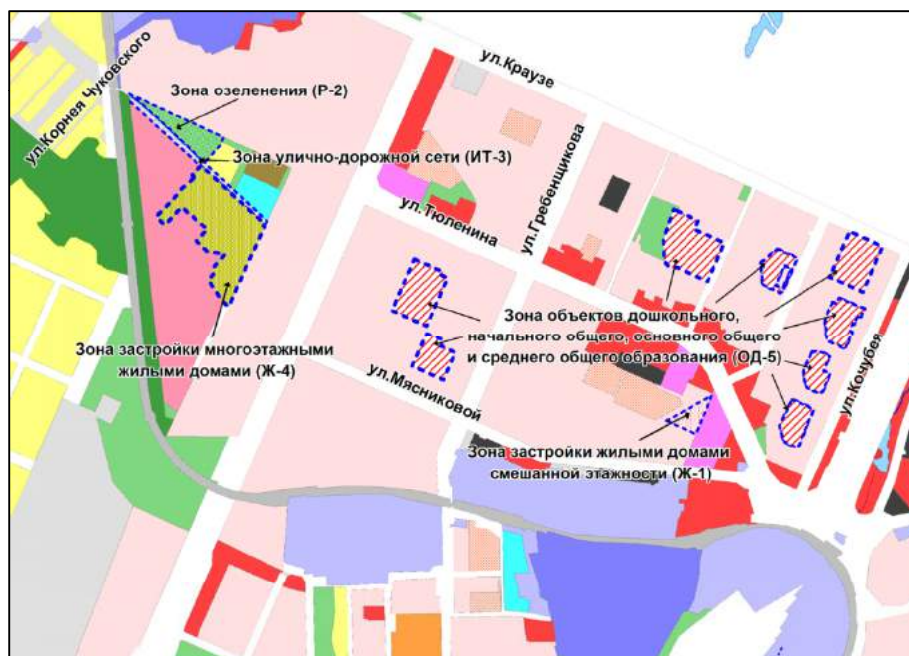 ул.Корнея Чуковского
Зона озеленения (Р-2)
Зона улично-дорожной сети (ИТ-3)
ул.Краузе
ул.Тюленина
ул.Гребенщикова
Зона объектов дошкольного,
начального общего, основного общего
и среднего общего образования (ОД-5)
Зона застройки многоэтажными
жилыми домами (Ж-4)
ул.Мясниковой
ул.Кочубея
Зона застройки жилыми домами
смешанной этажности (Ж-1)